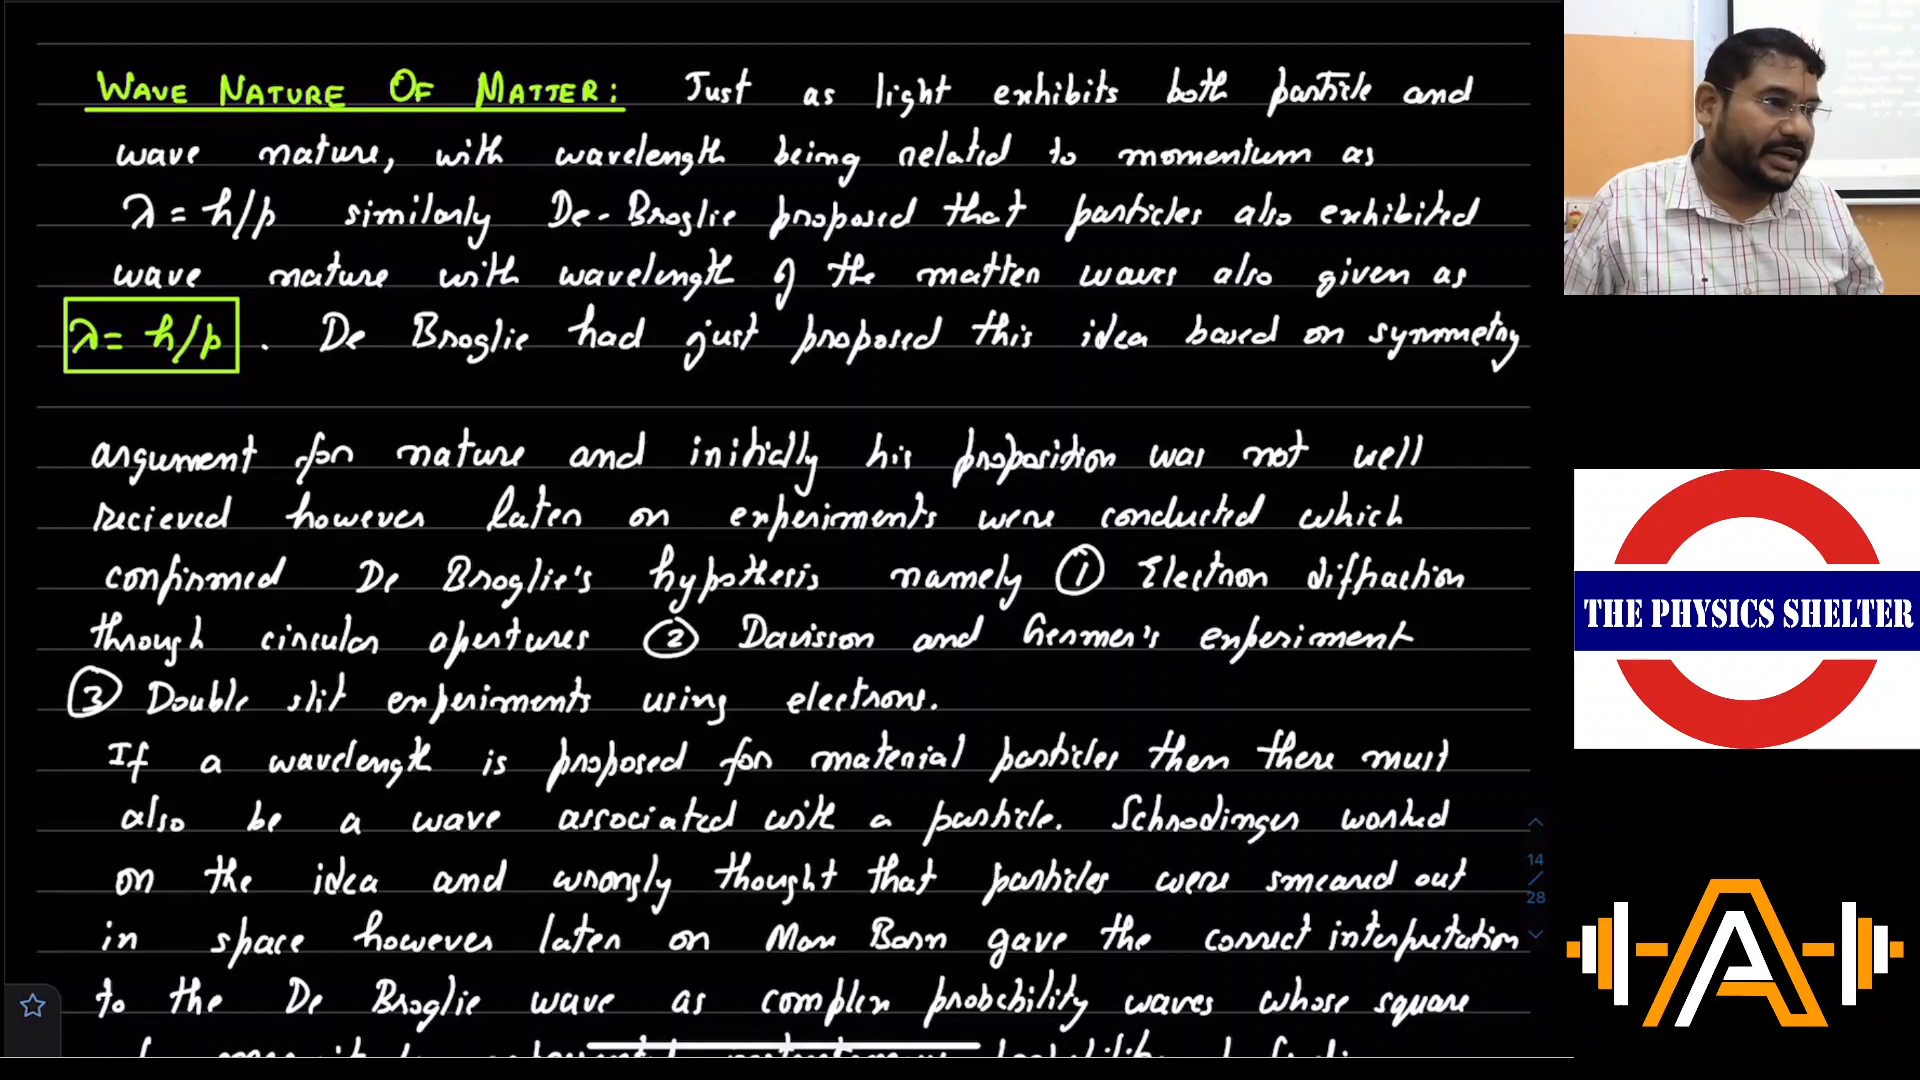 WAVE NATURE OF MATTER: Just as light exhibits both particle and
wave nature, with wavelength being related to momentum as
λ = h/p similarly De-Broglie proposed that particles also exhibited
wave nature with wavelength of the matter waves also given as
λ = h/p . De Broglie had just proposed this idea based on symmetry
argument for nature and initially his proposition was not well
recieved however later on experiments were conducted which
confirmed De Broglie's hypothesis namely ① Electron diffraction
through circular apertures ② Davisson and Germer's experiment
③ Double slit experiments using electrons.
If a wavelength is proposed for material particles then there must
also be a wave associated with a particle. Schrodinger worked
on the idea and wrongly thought that particles were smeared out
in space however later on Max Born gave the correct interpretation
to the De Broglie wave as complex probability waves whose square
14
/
28
THE PHYSICS SHELTER
A